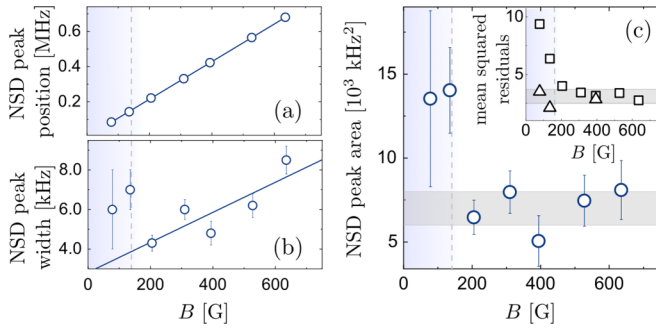 NSD peak
position [MHz]
0.6
0.4
0.2
(a)
NSD peak
width [kHz]
8.0
6.0
4.0
(b)
0
200
400
600
B [G]
NSD peak area [10³ kHz²]
15
10
5
0
200
400
600
B [G]
(c)
mean squared
residuals
10
5
0
200
400
600
B [G]